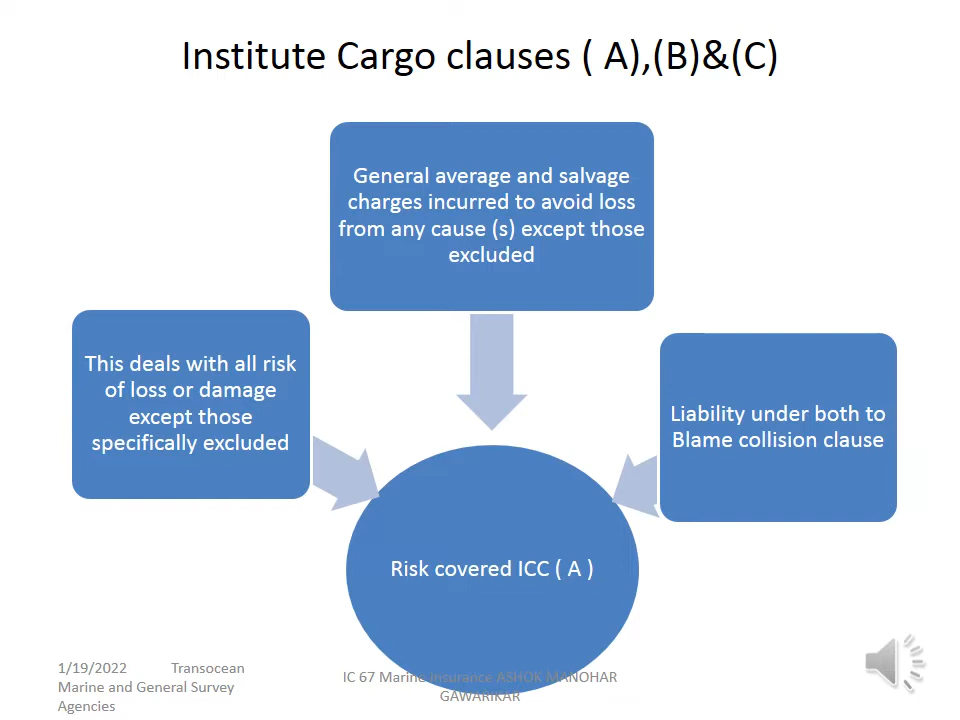 Institute Cargo clauses ( A),(B)&(C)
General average and salvage
charges incurred to avoid loss
from any cause (s) except those
excluded
This deals with all risk
of loss or damage
except those
specifically excluded
Liability under both to
Blame collision clause
Risk covered ICC ( A )
1/19/2022 Transocean
Marine and General Survey
Agencies
IC 67 Marine Insurance ASHOK MANOHAR
GAWARIKAR